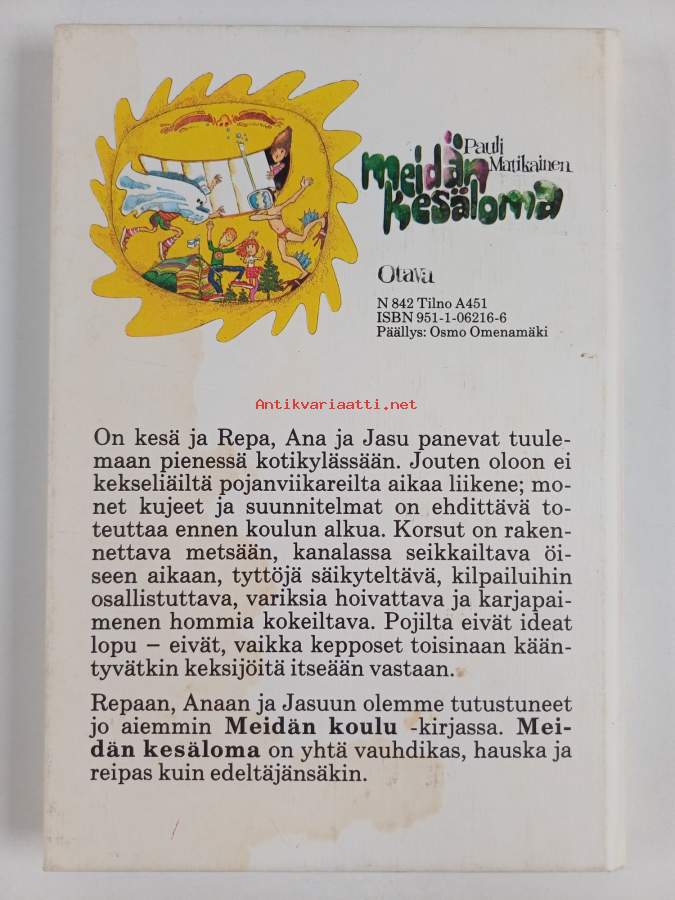 Pauli
Matikainen
meidän
kesäloma
Otava
N 842 Tilno A451
ISBN 951-1-06216-6
Päällys: Osmo Omenamäki
Antikvariaatti.net
On kesä ja Repa, Ana ja Jasu panevat tuule-
maan pienessä kotikylässään. Jouten oloon ei
kekseliäiltä pojanviikareilta aikaa liikene; mo-
net kujeet ja suunnitelmat on ehdittävä to-
teuttaa ennen koulun alkua. Korsut on raken-
nettava metsään, kanalassa seikkailtava öi-
seen aikaan, tyttöjä säikyteltävä, kilpailuihin
osallistuttava, variksia hoivattava ja karjapai-
menen hommia kokeiltava. Pojilta eivät ideat
lopu – eivät, vaikka kepposet toisinaan kään-
tyvätkin keksijöitä itseään vastaan.
Repaan, Anaan ja Jasuun olemme tutustuneet
jo aiemmin Meidän koulu -kirjassa. Mei-
dän kesäloma on yhtä vauhdikas, hauska ja
reipas kuin edeltäjänsäkin.